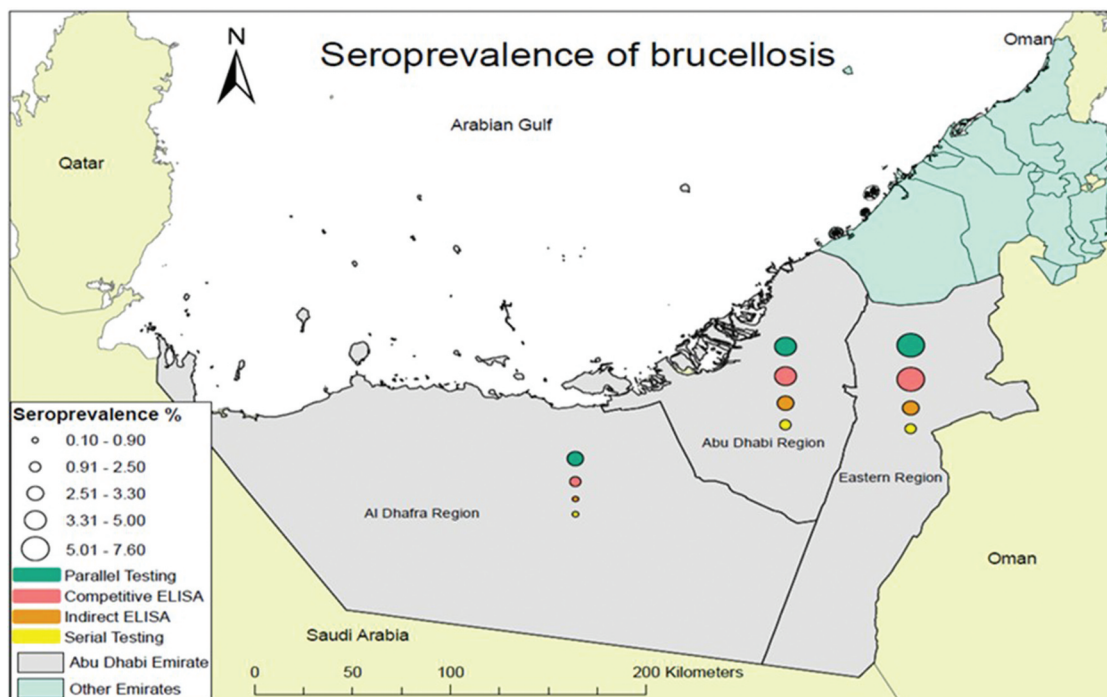 Seroprevalence of brucellosis
N
Oman
Arabian Gulf
Qatar
Abu Dhabi Region
Eastern Region
Al Dhafra Region
Oman
Saudi Arabia
Seroprevalence %
0.10 - 0.90
0.91 - 2.50
2.51 - 3.30
3.31 - 5.00
5.01 - 7.60
Parallel Testing
Competitive ELISA
Indirect ELISA
Serial Testing
Abu Dhabi Emirate
Other Emirates
0 50 100 200 Kilometers